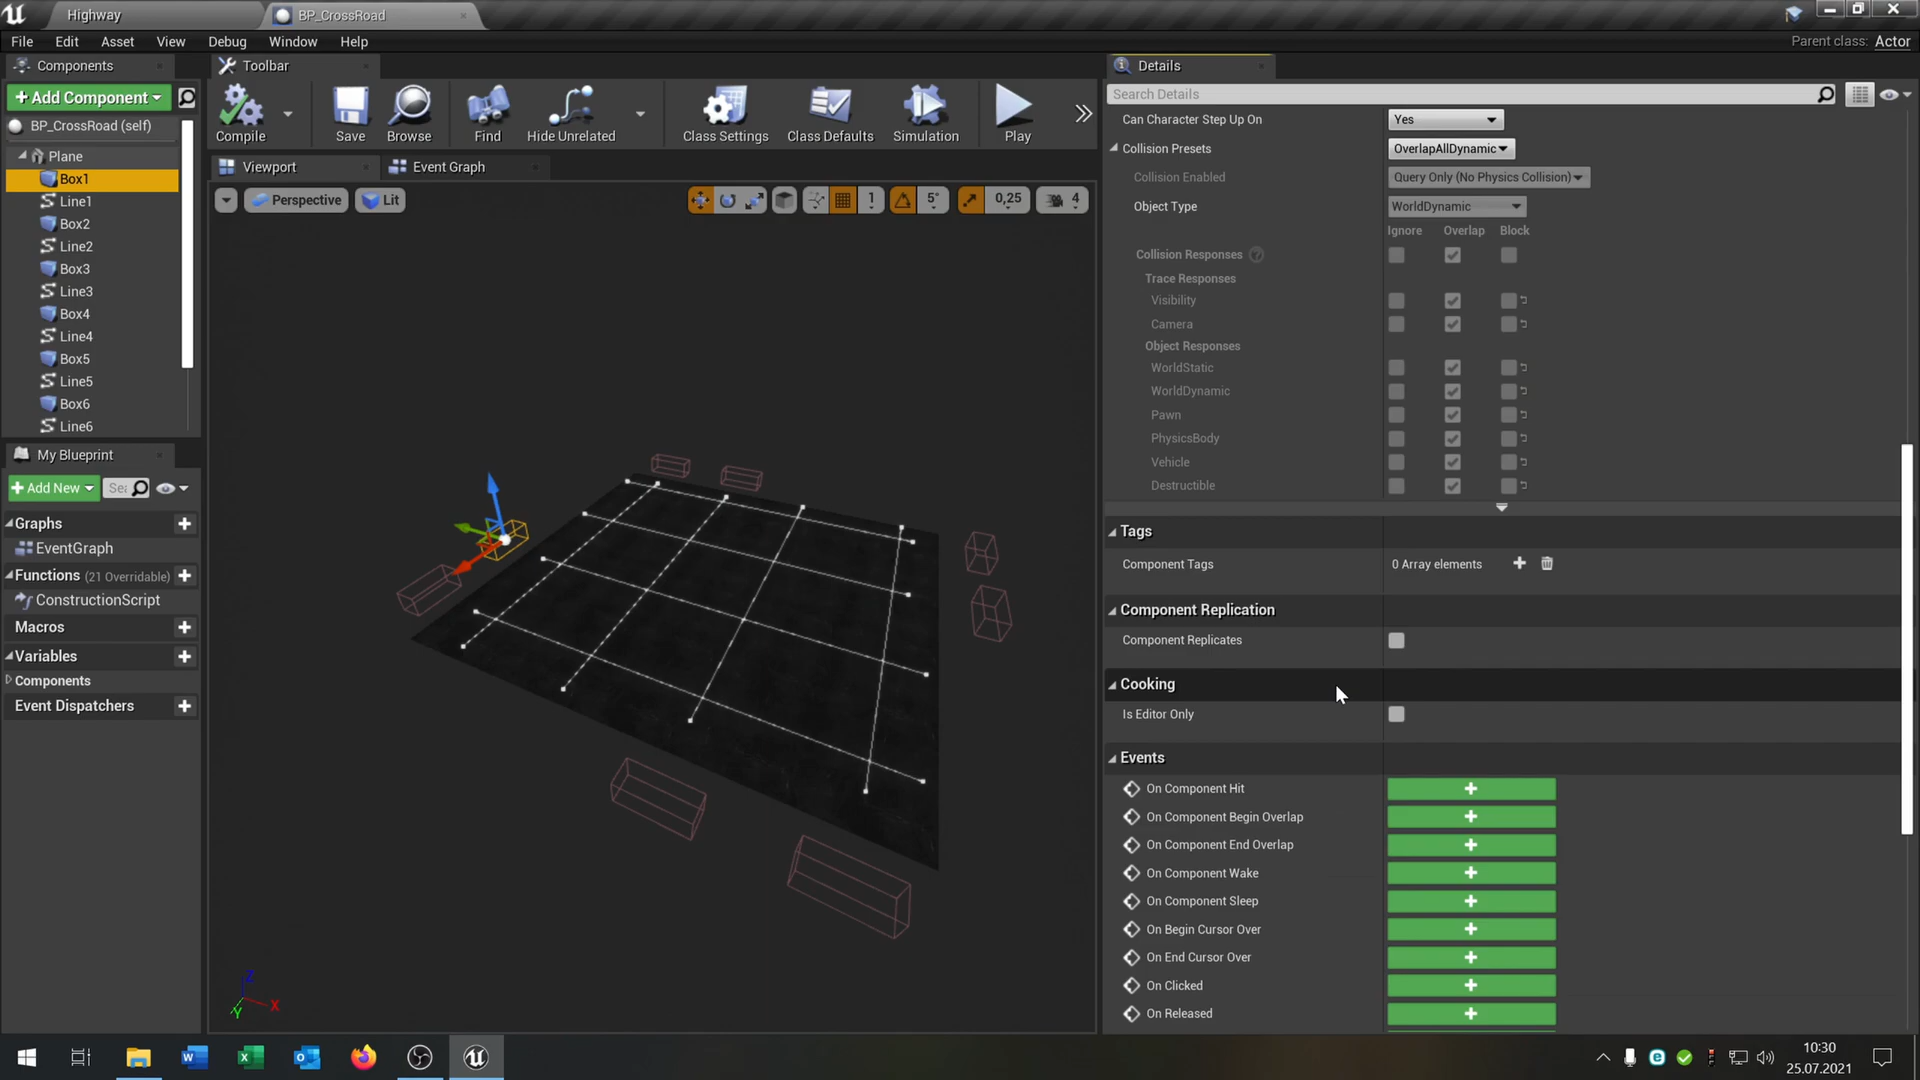 Highway
BP_CrossRoad
File
Edit
Asset
View
Debug
Window
Help
Parent class: Actor
Components
Toolbar
Details
Add Component
BP_CrossRoad (self)
Plane
Box1
Line1
Box2
Line2
Box3
Line3
Box4
Line4
Box5
Line5
Box6
Line6
My Blueprint
Add New
Sea
Graphs
EventGraph
Functions (21 Overridable)
ConstructionScript
Macros
Variables
Components
Event Dispatchers
Compile
Save
Browse
Find
Hide Unrelated
Class Settings
Class Defaults
Simulation
Play
Viewport
Event Graph
Perspective
Lit
1
5°
0,25
4
Z
X
Y
Search Details
Can Character Step Up On
Yes
Collision Presets
OverlapAllDynamic
Collision Enabled
Query Only (No Physics Collision)
Object Type
WorldDynamic
Ignore
Overlap
Block
Collision Responses
Trace Responses
Visibility
Camera
Object Responses
WorldStatic
WorldDynamic
Pawn
PhysicsBody
Vehicle
Destructible
Tags
Component Tags
0 Array elements
Component Replication
Component Replicates
Cooking
Is Editor Only
Events
On Component Hit
On Component Begin Overlap
On Component End Overlap
On Component Wake
On Component Sleep
On Begin Cursor Over
On End Cursor Over
On Clicked
On Released
10:30
25.07.2021